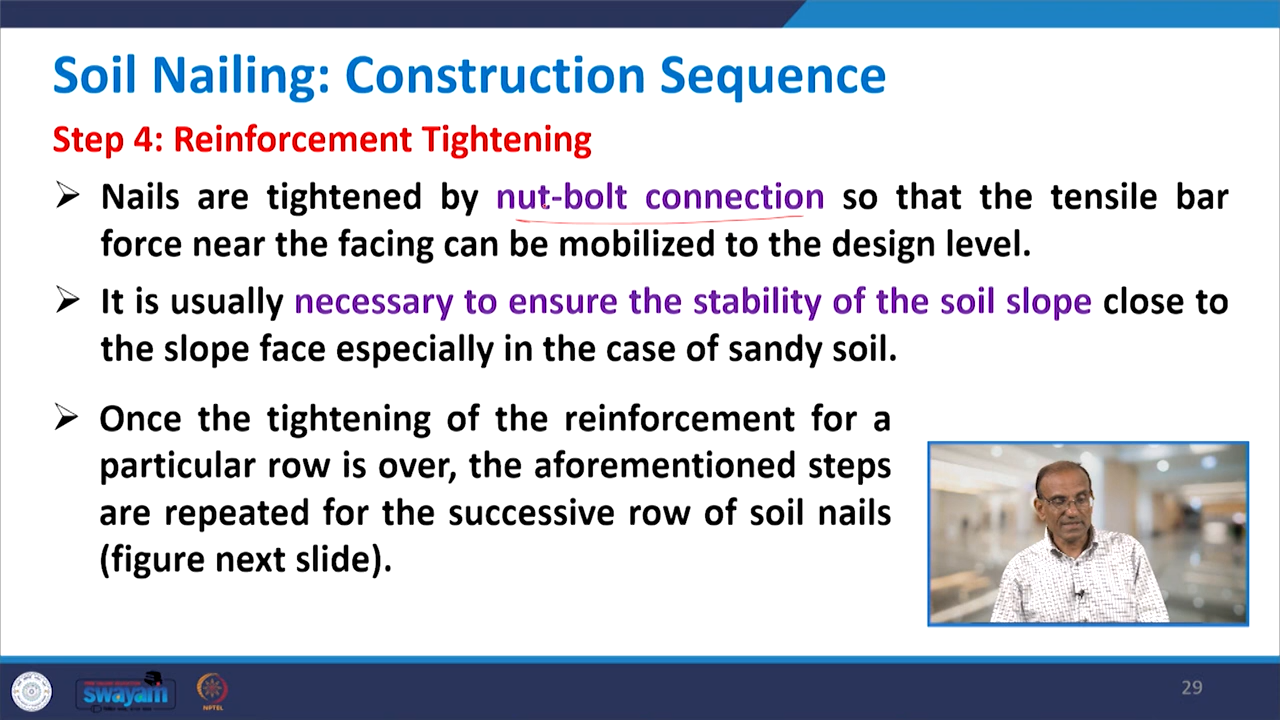 Soil Nailing: Construction Sequence
Step 4: Reinforcement Tightening
➢ Nails are tightened by nut-bolt connection so that the tensile bar
force near the facing can be mobilized to the design level.
➢ It is usually necessary to ensure the stability of the soil slope close to
the slope face especially in the case of sandy soil.
➢ Once the tightening of the reinforcement for a
particular row is over, the aforementioned steps
are repeated for the successive row of soil nails
(figure next slide).
swayam
NPTEL
29